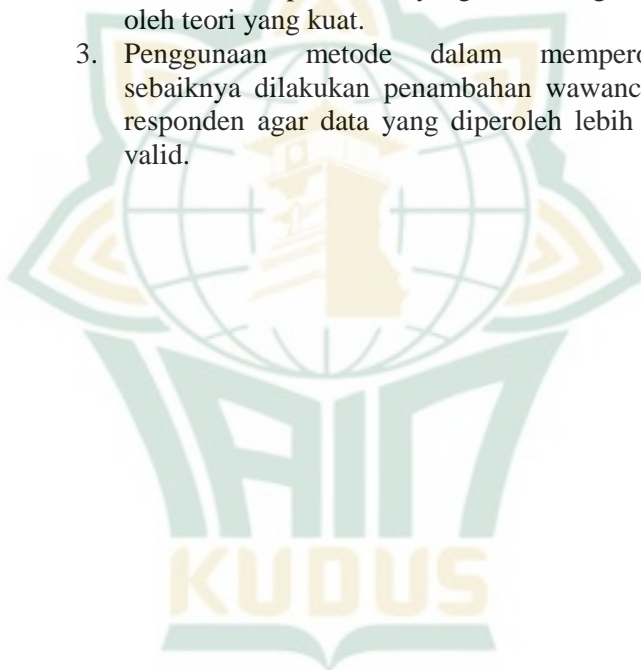 oleh teori yang kuat.
3. Penggunaan metode dalam
sebaiknya dilakukan penambahan
responden agar data yang diperoleh lebih
valid.
IAIN
KUDUS